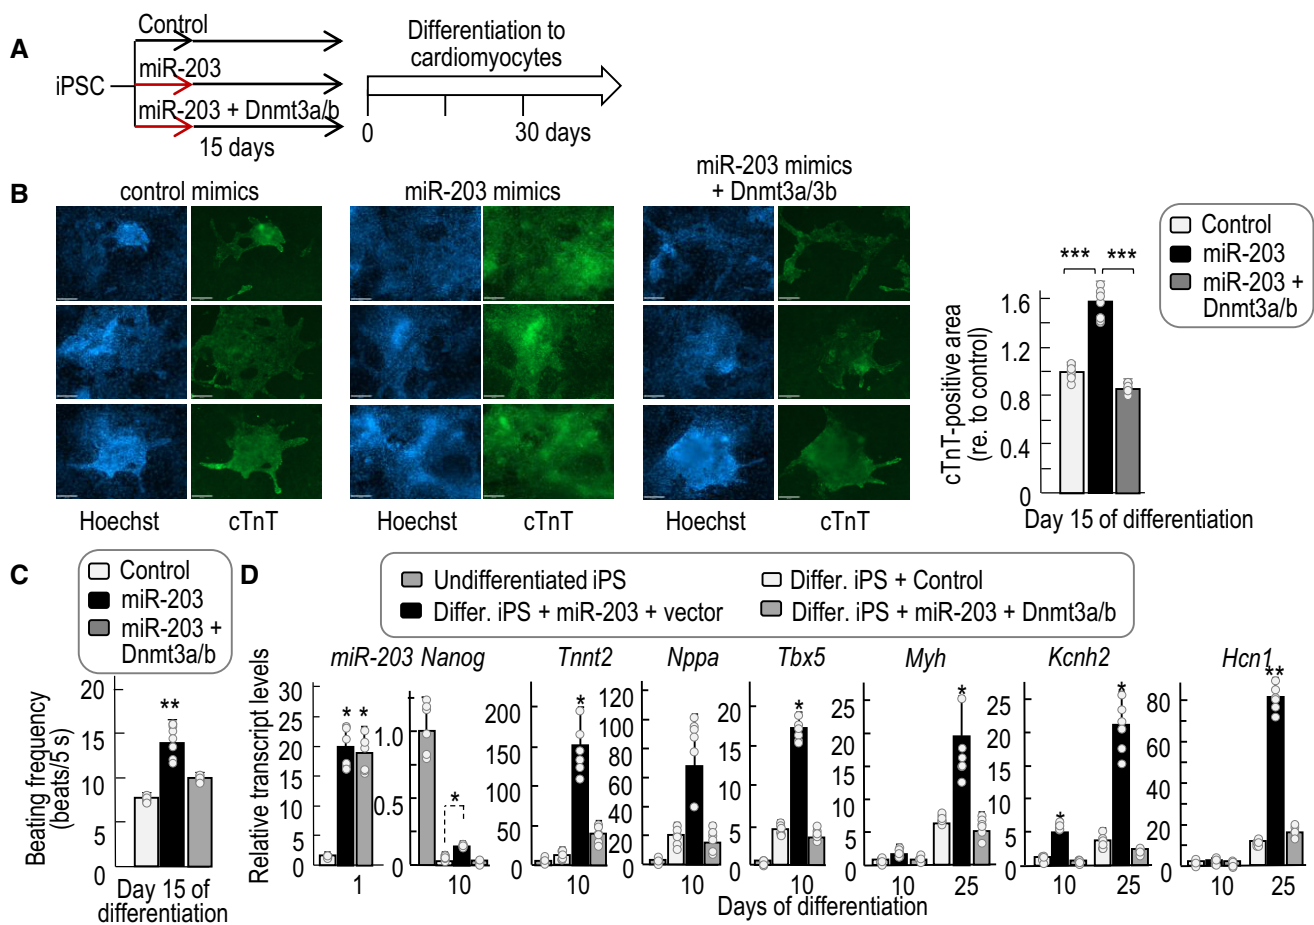 A
iPSC
Control
miR-203
miR-203 + Dnmt3a/b
15 days
Differentiation to
cardiomyocytes
0
30 days
B
control mimics
miR-203 mimics
miR-203 mimics
+ Dnmt3a/3b
Hoechst
cTnT
Hoechst
cTnT
Hoechst
cTnT
cTnT-positive area
(re. to control)
1.6
1.2
0.8
0.4
0
***
***
Day 15 of differentiation
Control
miR-203
miR-203 +
Dnmt3a/b
C
Control
miR-203
miR-203 +
Dnmt3a/b
Beating frequency
(beats/5 s)
20
15
10
5
0
**
Day 15 of
differentiation
D
Undifferentiated iPS
Differ. iPS + Control
Differ. iPS + miR-203 + vector
Differ. iPS + miR-203 + Dnmt3a/b
Relative transcript levels
miR-203
30
25
20
15
10
5
0
* *
1
Nanog
1.0
0.5
0
*
10
Tnnt2
200
150
100
50
0
*
10
Nppa
120
100
80
60
40
20
0
10
Tbx5
20
15
10
5
0
*
10
Myh
25
20
15
10
5
0
*
10
25
Kcnh2
25
20
15
10
5
0
*
*
10
25
Hcn1
80
60
40
20
0
**
10
25
Days of differentiation